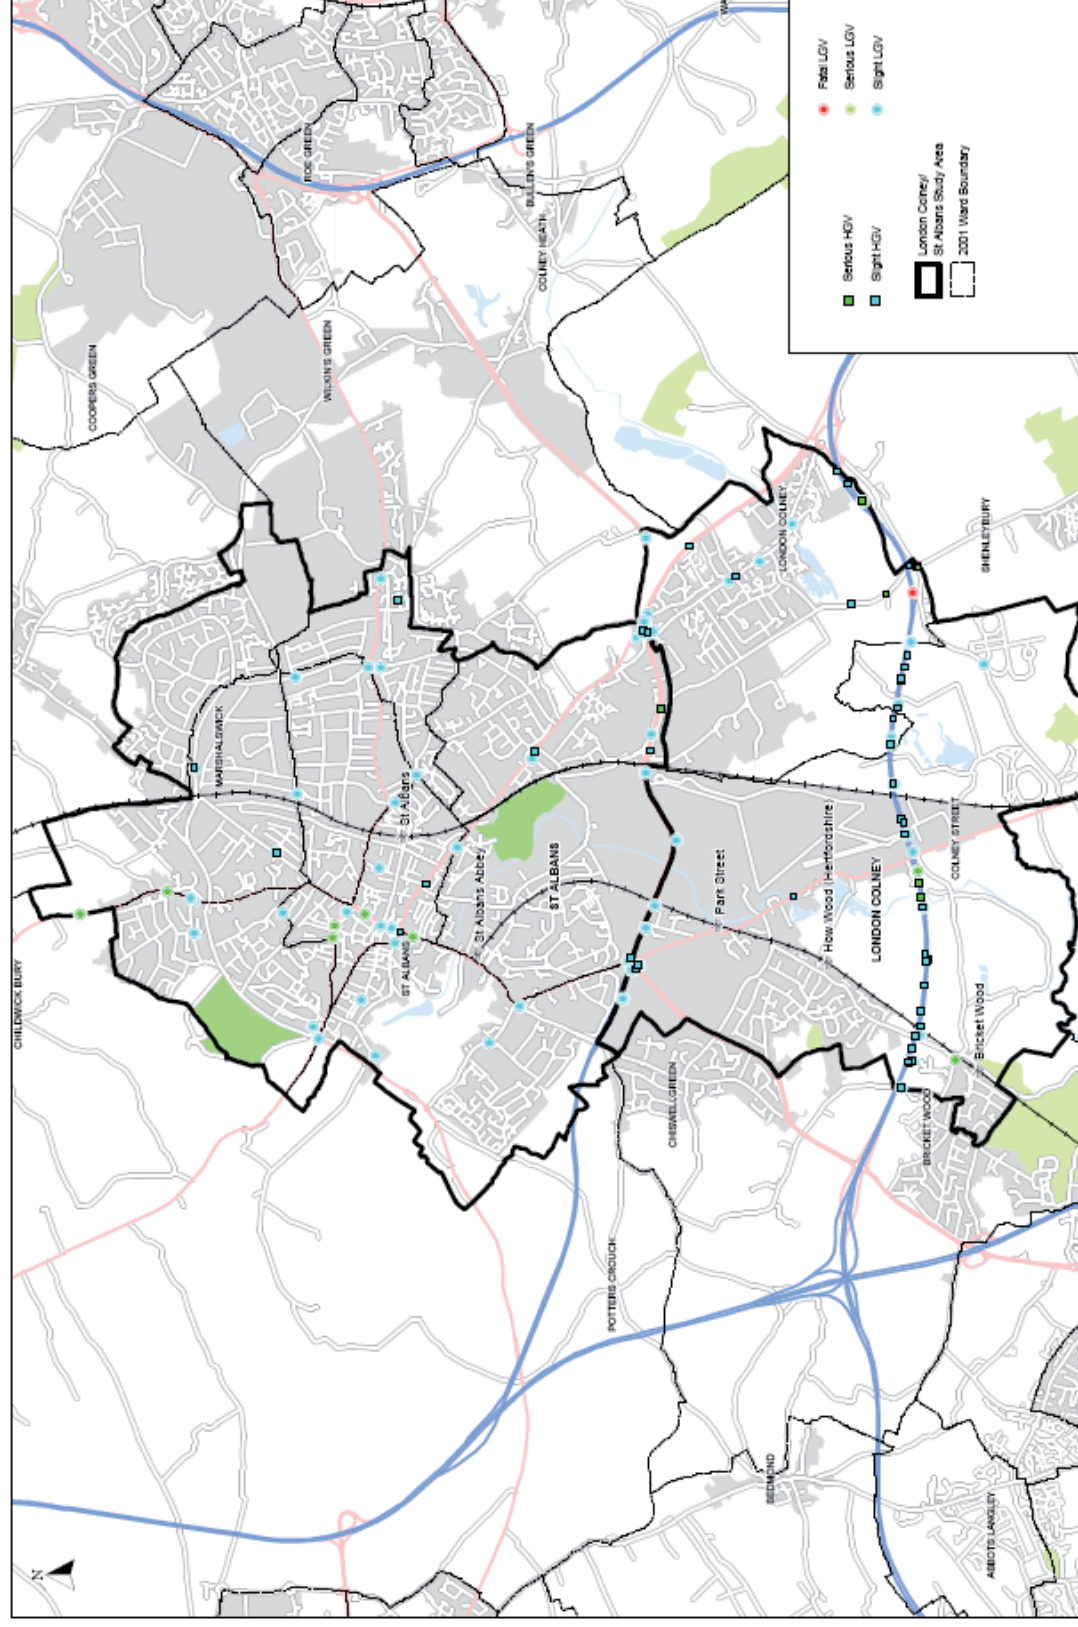 N
CHILDWICK BURY
COOPERS GREEN
MARSHALSWICK
WILKIN'S GREEN
ROE GREEN
ST ALBANS
St Albans
St Albans Abbey
ST ALBANS
COLNEY HEATH
BULLEN'S GREEN
POTTERS CROUCH
CHISWELLGREEN
Park Street
How Wood (Hertfordshire)
LONDON COLNEY
LONDON COLNEY
BEDMOND
BRICKET WOOD
Bricket Wood
COLNEY STREET
SHENLEYBURY
ABBOTS LANGLEY
WA
Fatal LGV
Serious HGV
Serious LGV
Slight HGV
Slight LGV
London Colney/
St Albans Study Area
2001 Ward Boundary